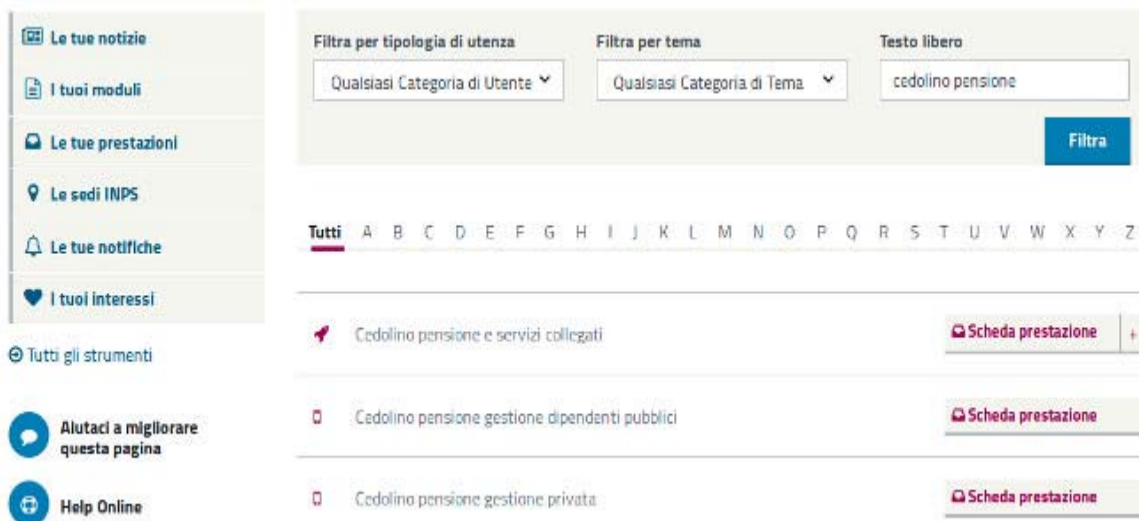 Le tue notizie
I tuoi moduli
Le tue prestazioni
Le sedi INPS
Le tue notifiche
I tuoi interessi
Tutti gli strumenti
Aiutaci a migliorare
questa pagina
Help Online
Filtra per tipologia di utenza
Qualsiasi Categoria di Utente
Filtra per tema
Qualsiasi Categoria di Tema
Testo libero
cedolino pensione
Filtra
Tutti A B C D E F G H I J K L M N O P Q R S T U V W X Y Z
Cedolino pensione e servizi collegati Scheda prestazione +
Cedolino pensione gestione dipendenti pubblici Scheda prestazione
Cedolino pensione gestione privata Scheda prestazione